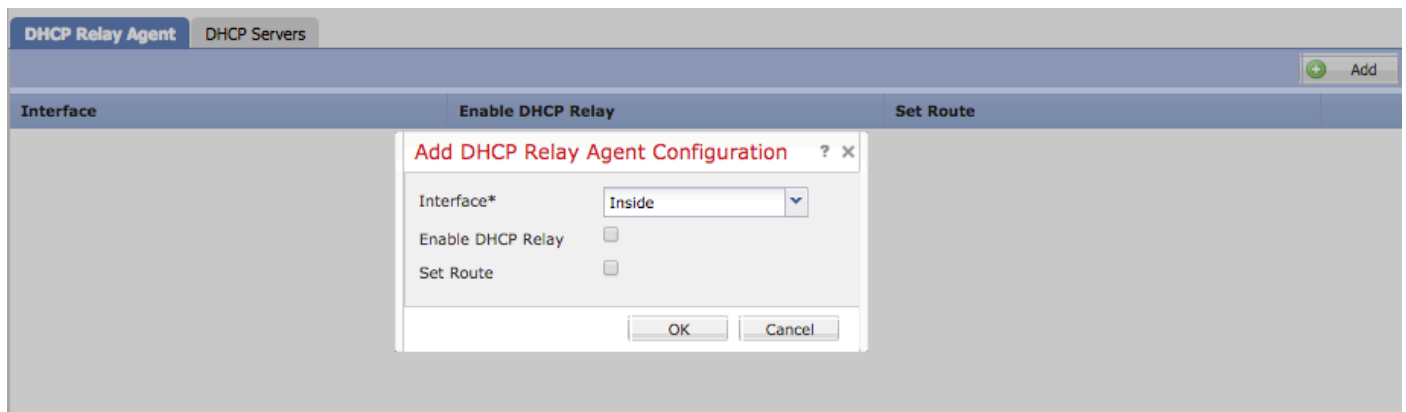 DHCP Relay Agent DHCP Servers
Add
Interface Enable DHCP Relay Set Route
Add DHCP Relay Agent Configuration ? ×
Interface* Inside
Enable DHCP Relay
Set Route
OK Cancel